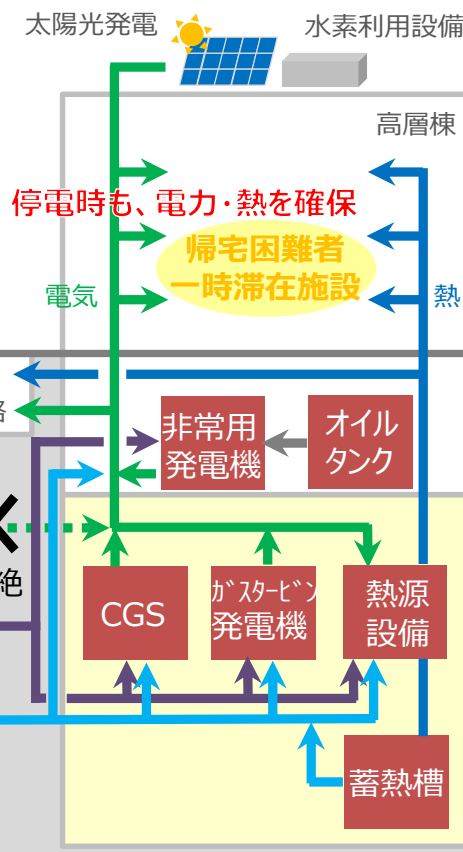 太陽光発電
水素利用設備
高層棟
停電時も、電力・熱を確保
帰宅困難者
一時滞在施設
電気
熱
路
非常用
発電機
オイル
タンク
絶
CGS
ガスタービン
発電機
熱源
設備
蓄熱槽